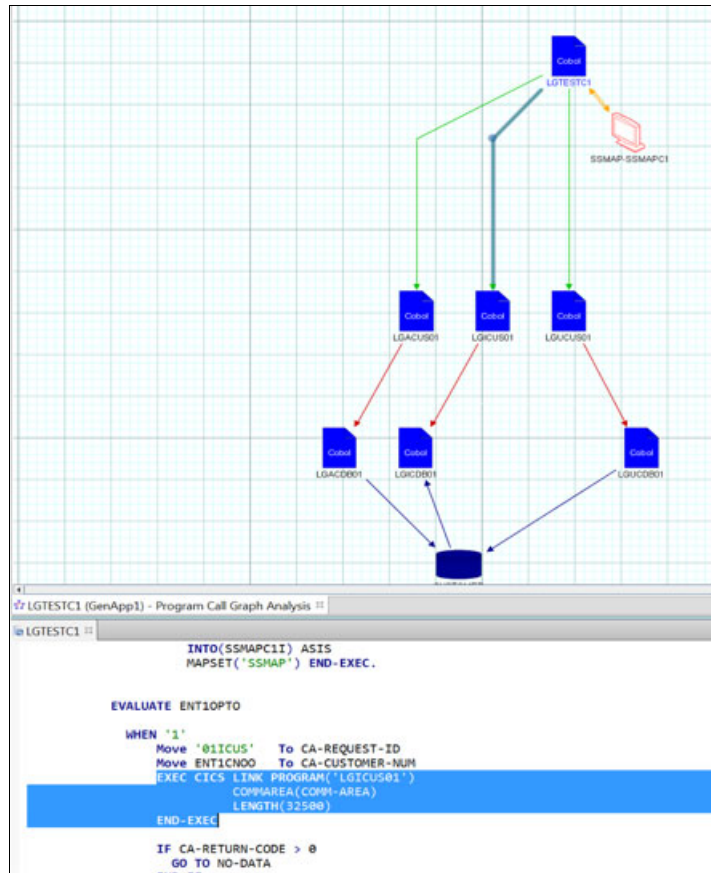 Cobol
LGTESTC1
SSMAP-SSMAPC1
Cobol Cobol Cobol
LGACUS01 LGICUS01 LGUCUS01
Cobol Cobol Cobol
LGACDB01 LGICDB01 LGUCDB01
LGTESTC1 (GenApp1) - Program Call Graph Analysis
LGTESTC1
INTO(SSMAPC1I) ASIS
MAPSET('SSMAP') END-EXEC.
EVALUATE ENT1OPTO
WHEN '1'
Move '01ICUS' To CA-REQUEST-ID
Move ENT1CNOO To CA-CUSTOMER-NUM
EXEC CICS LINK PROGRAM('LGICUS01')
COMMAREA(COMM-AREA)
LENGTH(32500)
END-EXEC
IF CA-RETURN-CODE > 0
GO TO NO-DATA